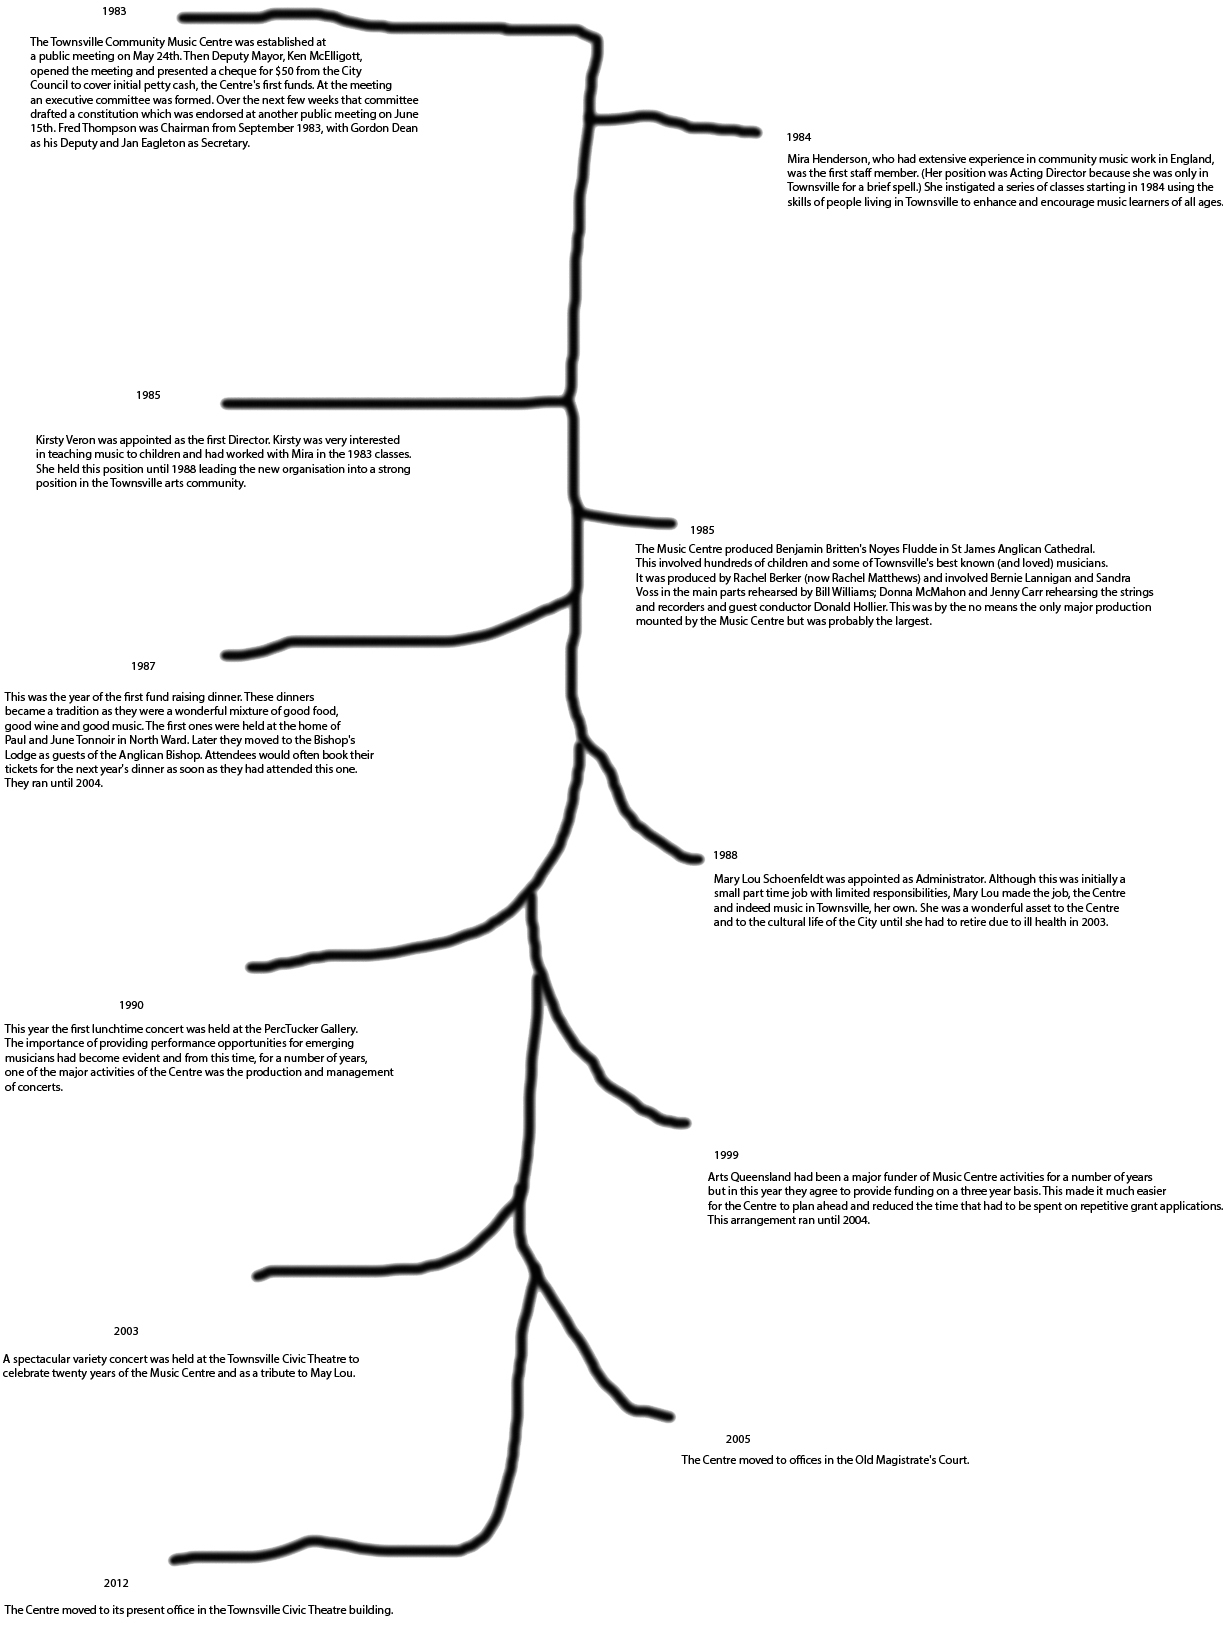 1983
The Townsville Community Music Centre was established at
a public meeting on May 24th. Then Deputy Mayor, Ken McElligott,
opened the meeting and presented a cheque for $50 from the City
Council to cover initial petty cash, the Centre's first funds. At the meeting
an executive committee was formed. Over the next few weeks that committee
drafted a constitution which was endorsed at another public meeting on June
15th. Fred Thompson was Chairman from September 1983, with Gordon Dean
as his Deputy and Jan Eagleton as Secretary.
1984
Mira Henderson, who had extensive experience in community music work in England,
was the first staff member. (Her position was Acting Director because she was only in
Townsville for a brief spell.) She instigated a series of classes starting in 1984 using the
skills of people living in Townsville to enhance and encourage music learners of all ages.
1985
Kirsty Veron was appointed as the first Director. Kirsty was very interested
in teaching music to children and had worked with Mira in the 1983 classes.
She held this position until 1988 leading the new organisation into a strong
position in the Townsville arts community.
1985
The Music Centre produced Benjamin Britten's Noyes Fludde in St James Anglican Cathedral.
This involved hundreds of children and some of Townsville's best known (and loved) musicians.
It was produced by Rachel Berker (now Rachel Matthews) and involved Bernie Lannigan and Sandra
Voss in the main parts rehearsed by Bill Williams; Donna McMahon and Jenny Carr rehearsing the strings
and recorders and guest conductor Donald Hollier. This was by the no means the only major production
mounted by the Music Centre but was probably the largest.
1987
This was the year of the first fund raising dinner. These dinners
became a tradition as they were a wonderful mixture of good food,
good wine and good music. The first ones were held at the home of
Paul and June Tonnoir in North Ward. Later they moved to the Bishop's
Lodge as guests of the Anglican Bishop. Attendees would often book their
tickets for the next year's dinner as soon as they had attended this one.
They ran until 2004.
1988
Mary Lou Schoenfeldt was appointed as Administrator. Although this was initially a
small part time job with limited responsibilities, Mary Lou made the job, the Centre
and indeed music in Townsville, her own. She was a wonderful asset to the Centre
and to the cultural life of the City until she had to retire due to ill health in 2003.
1990
This year the first lunchtime concert was held at the PercTucker Gallery.
The importance of providing performance opportunities for emerging
musicians had become evident and from this time, for a number of years,
one of the major activities of the Centre was the production and management
of concerts.
1999
Arts Queensland had been a major funder of Music Centre activities for a number of years
but in this year they agree to provide funding on a three year basis. This made it much easier
for the Centre to plan ahead and reduced the time that had to be spent on repetitive grant applications.
This arrangement ran until 2004.
2003
A spectacular variety concert was held at the Townsville Civic Theatre to
celebrate twenty years of the Music Centre and as a tribute to May Lou.
2005
The Centre moved to offices in the Old Magistrate's Court.
2012
The Centre moved to its present office in the Townsville Civic Theatre building.